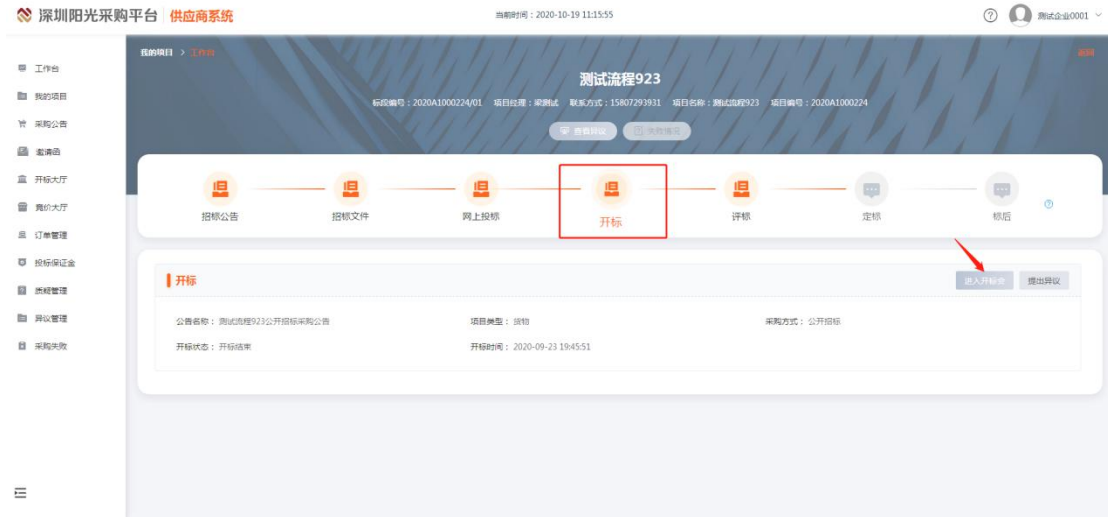 深圳阳光采购平台 供应商系统 当前时间：2020-10-19 11:15:55 测试企业0001
工作台
我的项目
采购公告
邀请函
开标大厅
竞价大厅
订单管理
投标保证金
质疑管理
异议管理
采购失败
我的项目 > 工作台 返回
测试流程923
标段编号：2020A1000224/01 项目经理：梁测试 联系方式：15807293931 项目名称：测试流程923 项目编号：2020A1000224
查看异议 失败情况
招标公告 招标文件 网上投标 开标 评标 定标 标后
开标 进入开标会 提出异议
公告名称：测试流程923公开招标采购公告 项目类型：货物 采购方式：公开招标
开标状态：开标结束 开标时间：2020-09-23 19:45:51